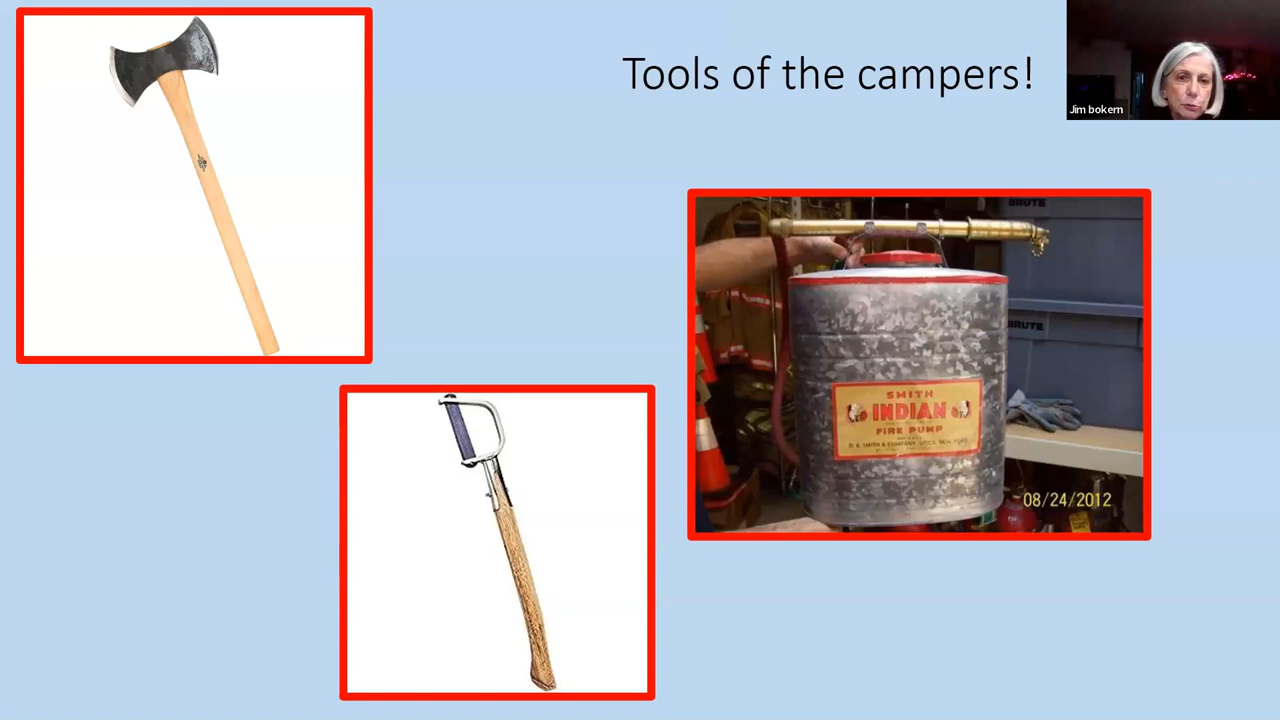 Tools of the campers!
Jim bokern
BRUTE
BRUTE
SMITH
INDIAN
FIRE PUMP
D. B. SMITH & COMPANY, UTICA, NEW YORK
08/24/2012